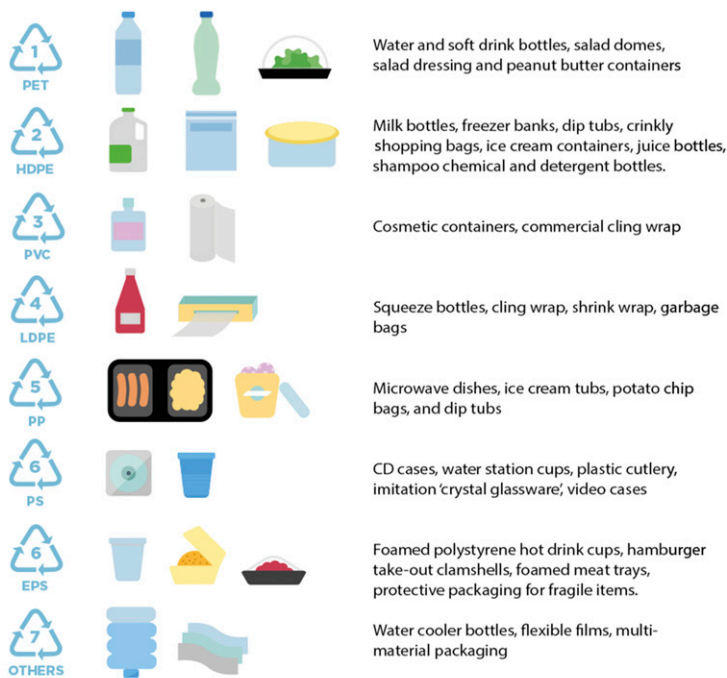 1
PET
Water and soft drink bottles, salad domes,
salad dressing and peanut butter containers
2
HDPE
Milk bottles, freezer banks, dip tubs, crinkly
shopping bags, ice cream containers, juice bottles,
shampoo chemical and detergent bottles.
3
PVC
Cosmetic containers, commercial cling wrap
4
LDPE
Squeeze bottles, cling wrap, shrink wrap, garbage
bags
5
PP
Microwave dishes, ice cream tubs, potato chip
bags, and dip tubs
6
PS
CD cases, water station cups, plastic cutlery,
imitation ‘crystal glassware’, video cases
6
EPS
Foamed polystyrene hot drink cups, hamburger
take-out clamshells, foamed meat trays,
protective packaging for fragile items.
7
OTHERS
Water cooler bottles, flexible films, multi-
material packaging